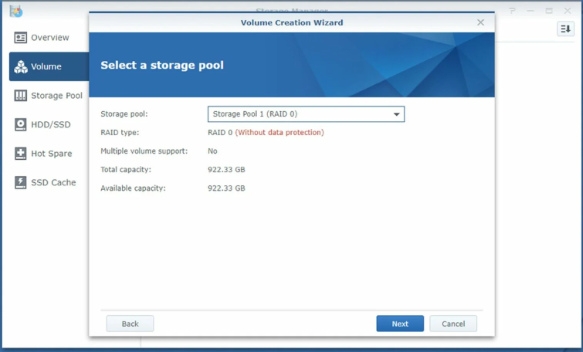 Storage Manager
Volume Creation Wizard
Overview
Volume
Storage Pool
HDD/SSD
Hot Spare
SSD Cache
Select a storage pool
Storage pool: Storage Pool 1 (RAID 0)
RAID type: RAID 0 (Without data protection)
Multiple volume support: No
Total capacity: 922.33 GB
Available capacity: 922.33 GB
Back
Next
Cancel